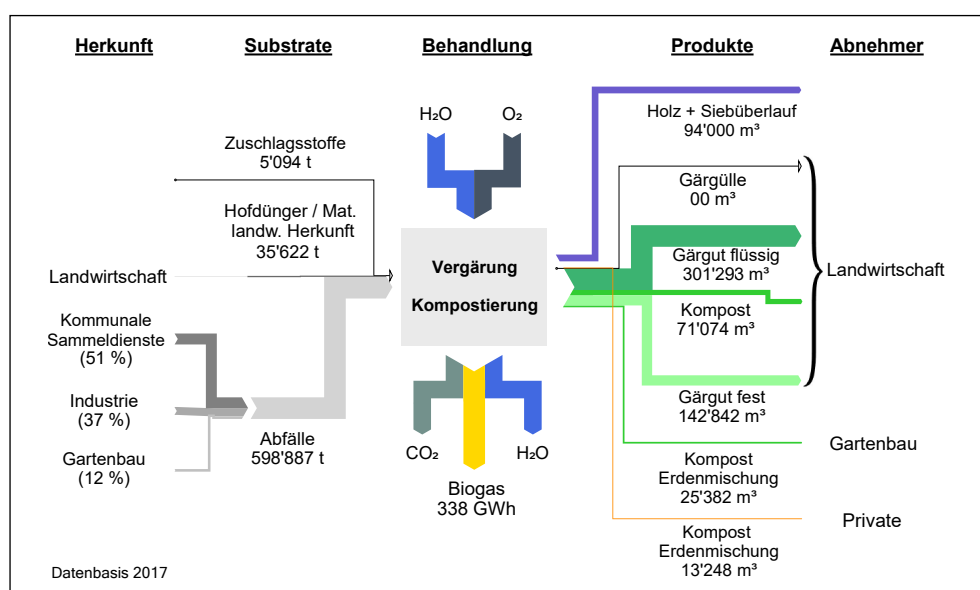 Herkunft
Substrate
Behandlung
Produkte
Abnehmer
H₂O
O₂
Holz + Siebüberlauf
94'000 m³
Zuschlagsstoffe
5'094 t
Gärgülle
00 m³
Hofdünger / Mat.
landw. Herkunft
35'622 t
Vergärung
Kompostierung
Gärgut flüssig
301'293 m³
Landwirtschaft
Landwirtschaft
Kommunale
Sammeldienste
(51 %)
Kompost
71'074 m³
Industrie
(37 %)
Gärgut fest
142'842 m³
Abfälle
598'887 t
Gartenbau
(12 %)
CO₂
H₂O
Biogas
338 GWh
Gartenbau
Kompost
Erdenmischung
25'382 m³
Private
Kompost
Erdenmischung
13'248 m³
Datenbasis 2017